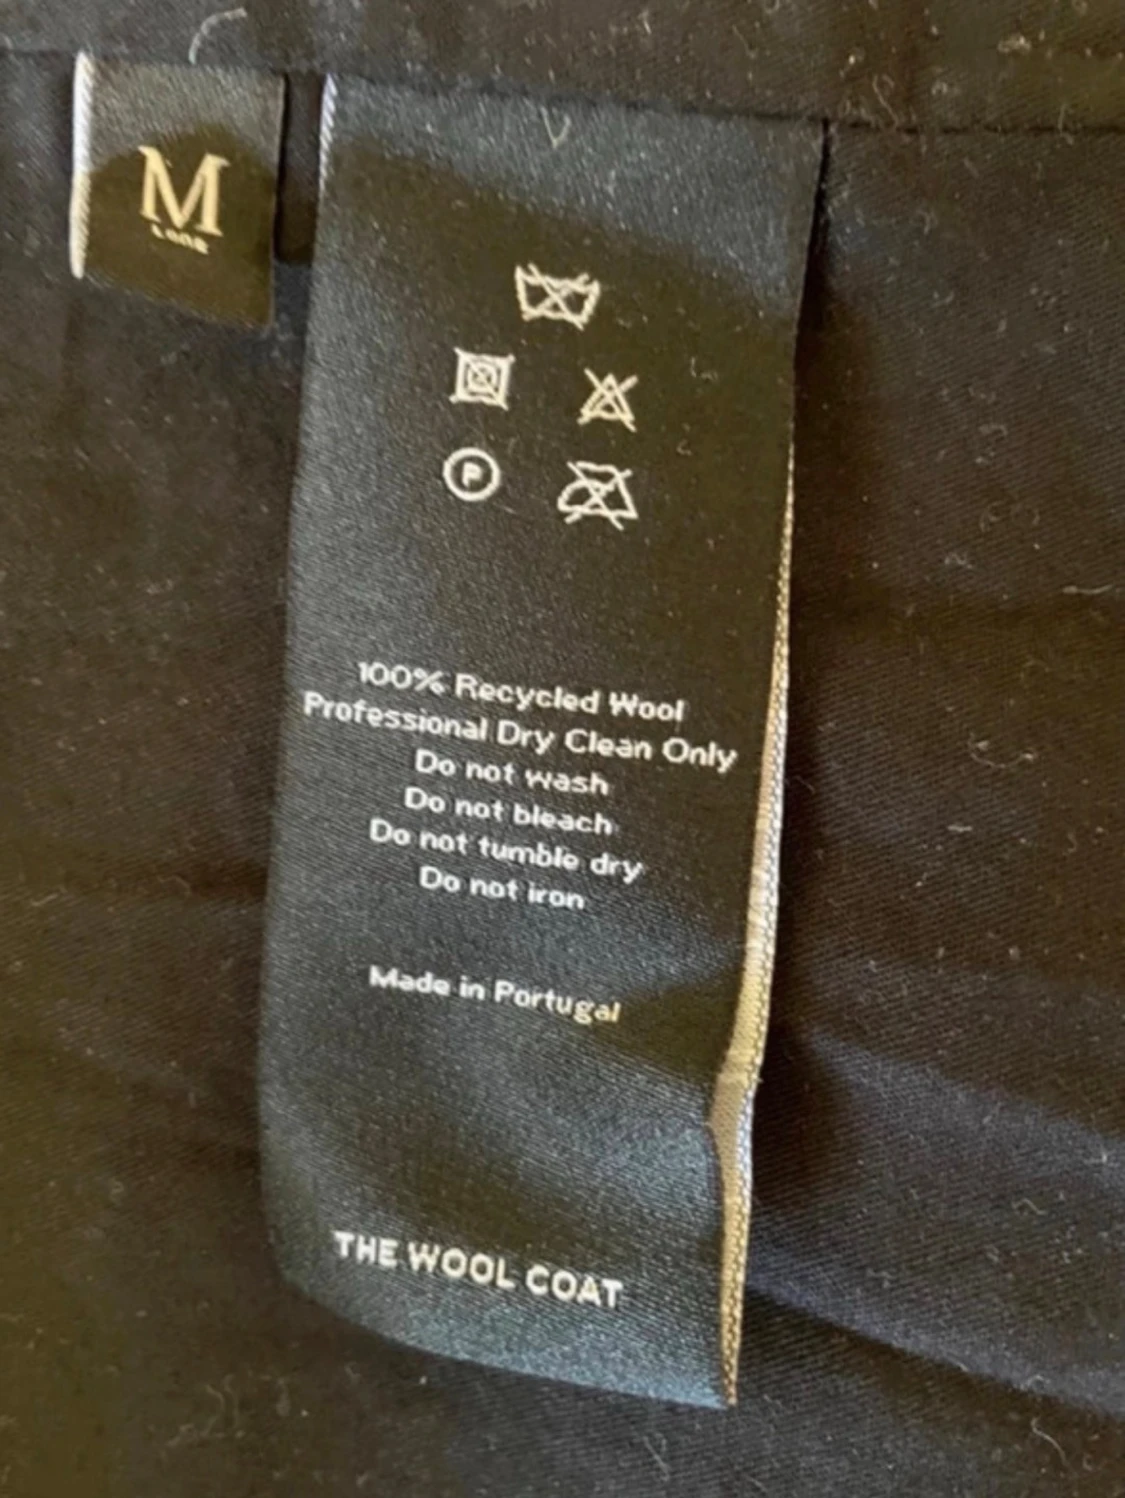 M
P
100% Recycled Wool
Professional Dry Clean Only
Do not wash
Do not bleach
Do not tumble dry
Do not iron
Made in Portugal
THE WOOL COAT